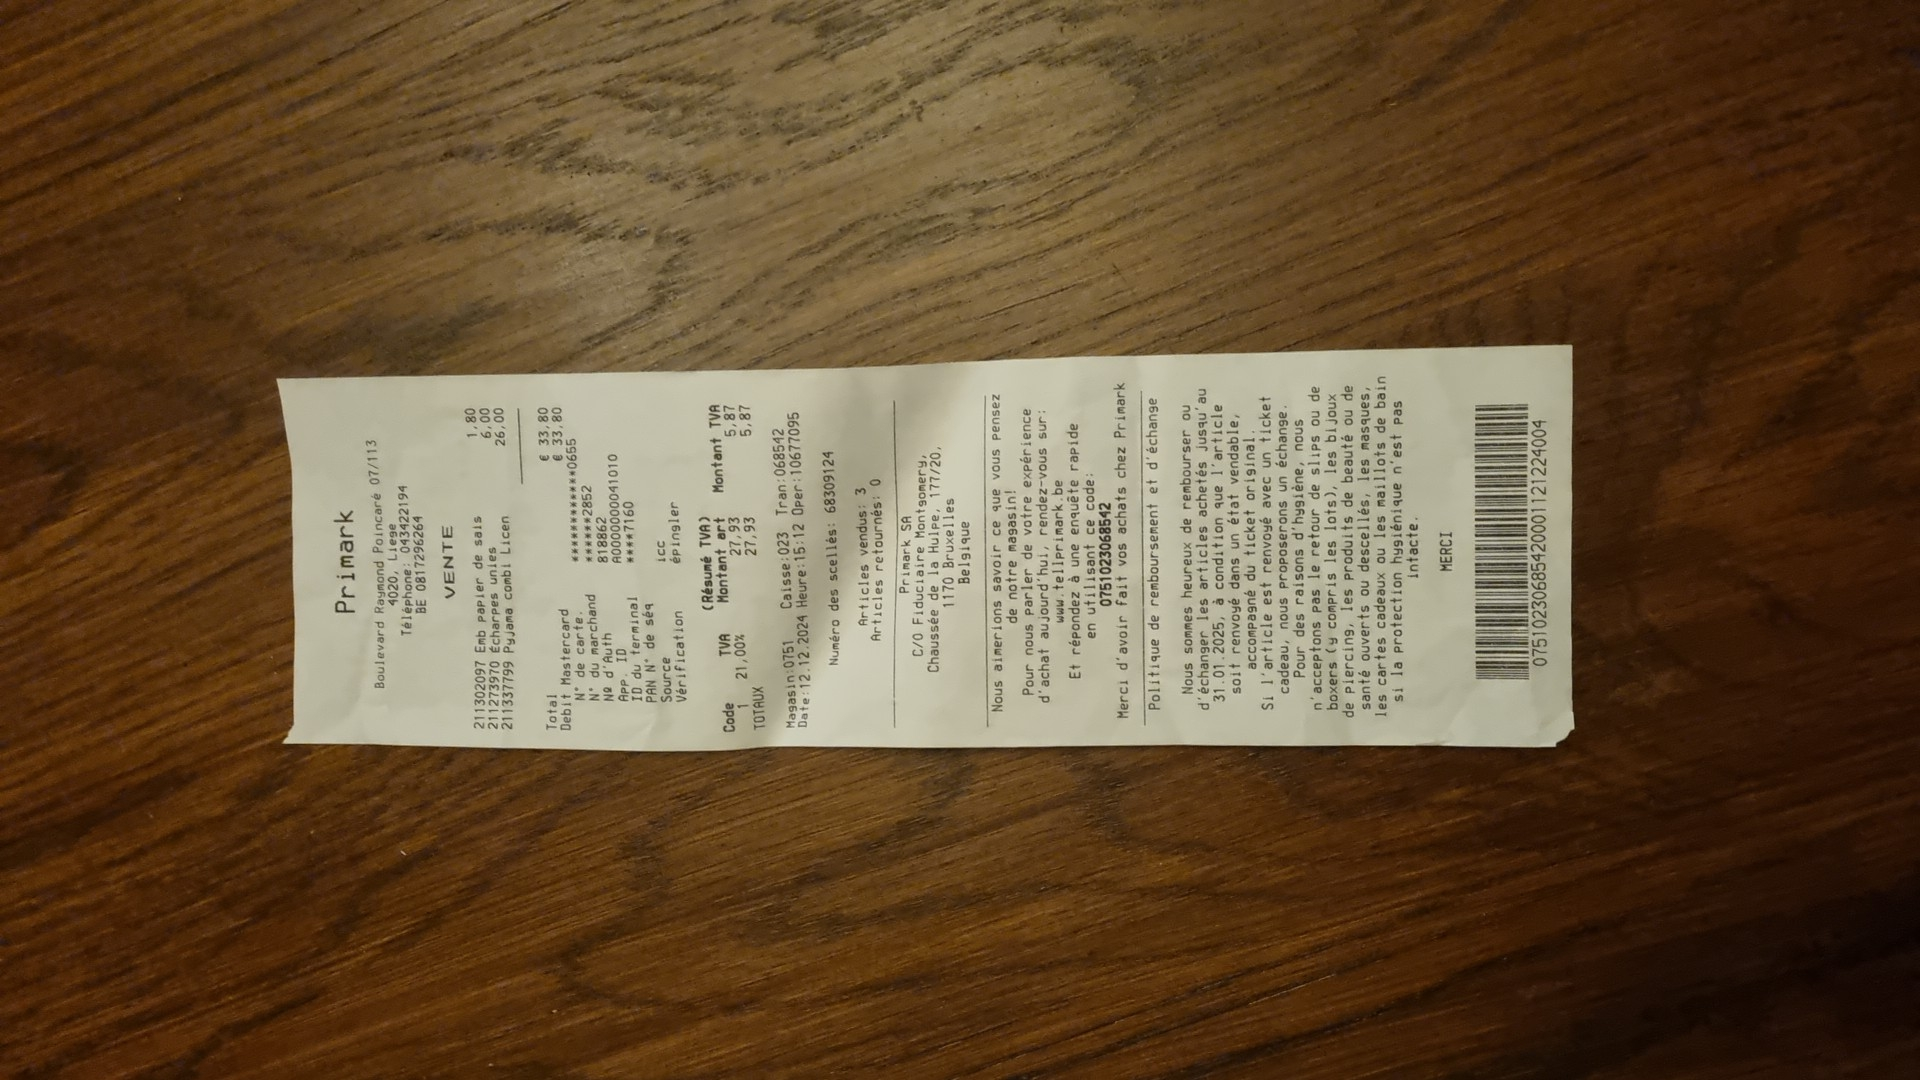 Primark
Boulevard Raymond Poincaré 07/113
4020, Liege
Téléphone: 043422194
BE 0817296264
VENTE
211302097 Emb papier de sais 1,80
211273970 Écharpes unies 6,00
211337799 Pyjama combi Licen 26,00
Total € 33,80
Debit Mastercard € 33,80
N° de carte. ************0655
N° du marchand ******2852
Nº d'Auth 818862
App. ID A0000000041010
ID du terminal ****7160
PAN N° de séq
Source icc
Vérification épingler
(Résumé TVA)
Code TVA Montant art Montant TVA
1 21,00% 27,93 5,87
TOTAUX 27,93 5,87
Magasin:0751 Caisse:023 Tran:068542
Date:12.12.2024 Heure:15:12 Oper:10677095
Numéro des scellés: 68309124
Articles vendus: 3
Articles retournés: 0
Primark SA
C/O Fiduciaire Montgomery,
Chaussée de la Hulpe, 177/20,
1170 Bruxelles
Belgique
Nous aimerions savoir ce que vous pensez
de notre magasin!
Pour nous parler de votre expérience
d'achat aujourd'hui, rendez-vous sur:
www.tellprimark.be
Et répondez à une enquête rapide
en utilisant ce code:
075102306B542
Merci d'avoir fait vos achats chez Primark
Politique de remboursement et d'échange
Nous sommes heureux de rembourser ou
d'échanger les articles achetés jusqu'au
31.01.2025, à condition que l'article
soit renvoyé dans un état vendable,
accompagné du ticket original.
Si l'article est renvoyé avec un ticket
cadeau, nous proposerons un échange.
Pour des raisons d'hygiène, nous
n'acceptons pas le retour de slips ou de
boxers (y compris les lots), les bijoux
de piercing, les produits de beauté ou de
santé ouverts ou descellés, les masques,
les cartes cadeaux ou les maillots de bain
si la protection hygiénique n'est pas
intacte.
MERCI
0751023068542000112122400​4